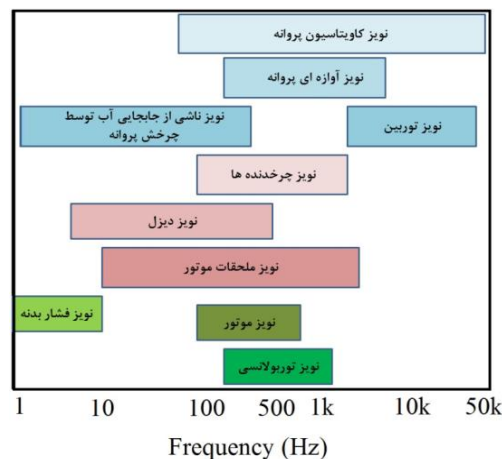 نویز کاویتاسیون پروانه
نویز آوازه ای پروانه
نویز ناشی از جابجایی آب توسط
چرخش پروانه
نویز توربین
نویز چرخدنده ها
نویز دیزل
نویز ملحقات موتور
نویز فشار بدنه
نویز موتور
نویز توربولانسی
1 10 100 500 1k 10k 50k
Frequency (Hz)